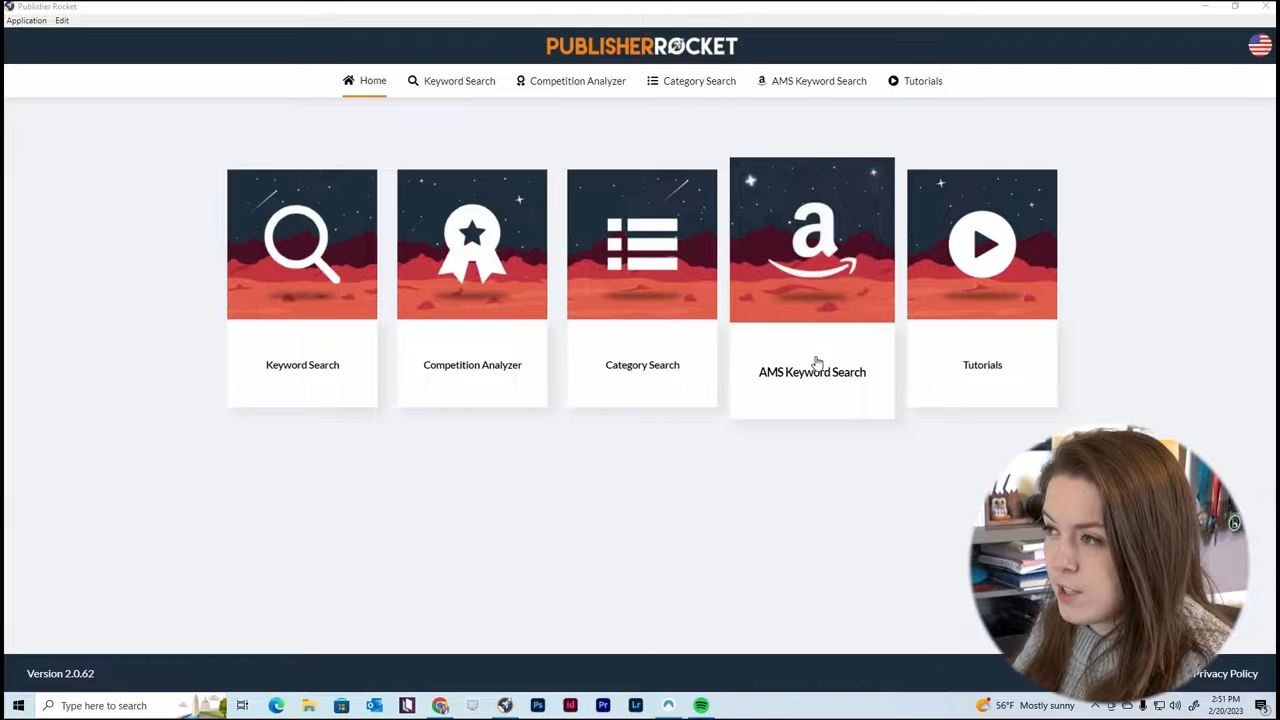 Publisher Rocket
Application Edit
PUBLISHERROCKET
Home Keyword Search Competition Analyzer Category Search AMS Keyword Search Tutorials
Keyword Search
Competition Analyzer
Category Search
AMS Keyword Search
Tutorials
Version 2.0.62
Privacy Policy
Type here to search
56°F Mostly sunny
2:51 PM
2/20/2023